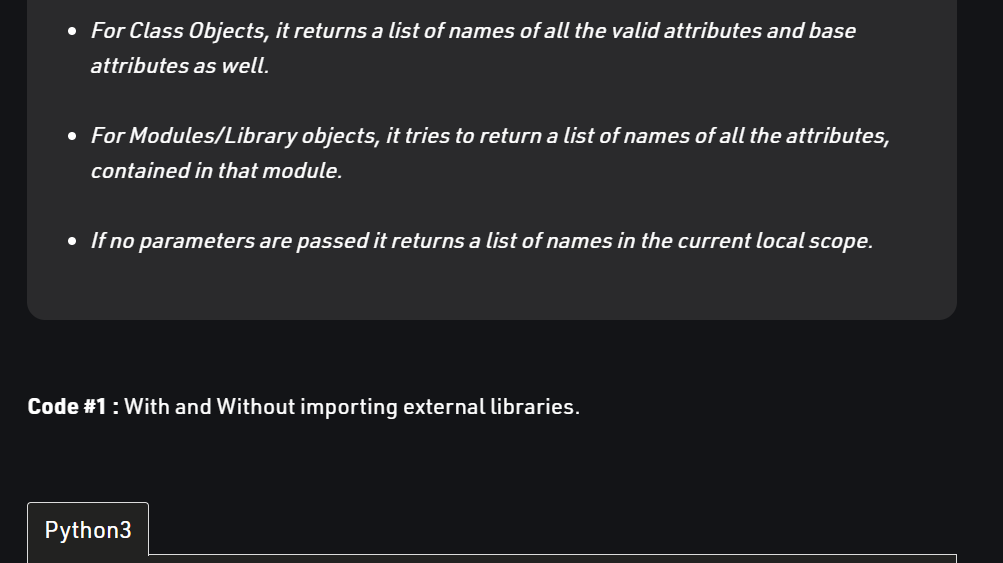 • For Class Objects, it returns a list of names of all the valid attributes and base
attributes as well.
• For Modules/Library objects, it tries to return a list of names of all the attributes,
contained in that module.
• If no parameters are passed it returns a list of names in the current local scope.
Code #1 : With and Without importing external libraries.
Python3